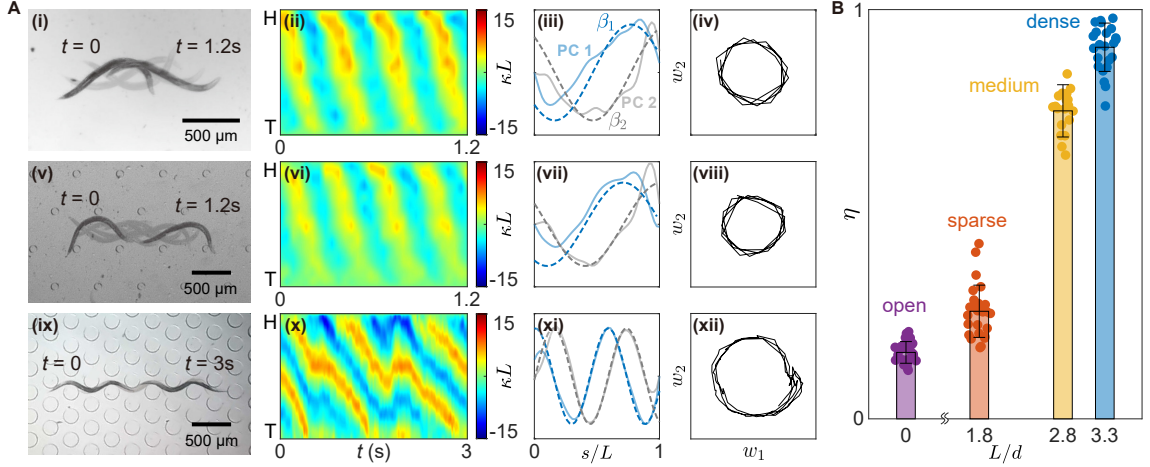 A
(i)
t = 0
t = 1.2s
500 μm
(ii)
H
T
0
1.2
15
κL
-15
(iii)
β1
PC 1
PC 2
β2
(iv)
w2
(v)
t = 0
t = 1.2s
500 μm
(vi)
H
T
0
1.2
15
κL
-15
(vii)
(viii)
w2
(ix)
t = 0
t = 3s
500 μm
(x)
H
T
0
t (s)
3
15
κL
-15
(xi)
0
s/L
1
(xii)
w2
w1
B
1
η
0
open
sparse
medium
dense
0
1.8
2.8
3.3
L/d